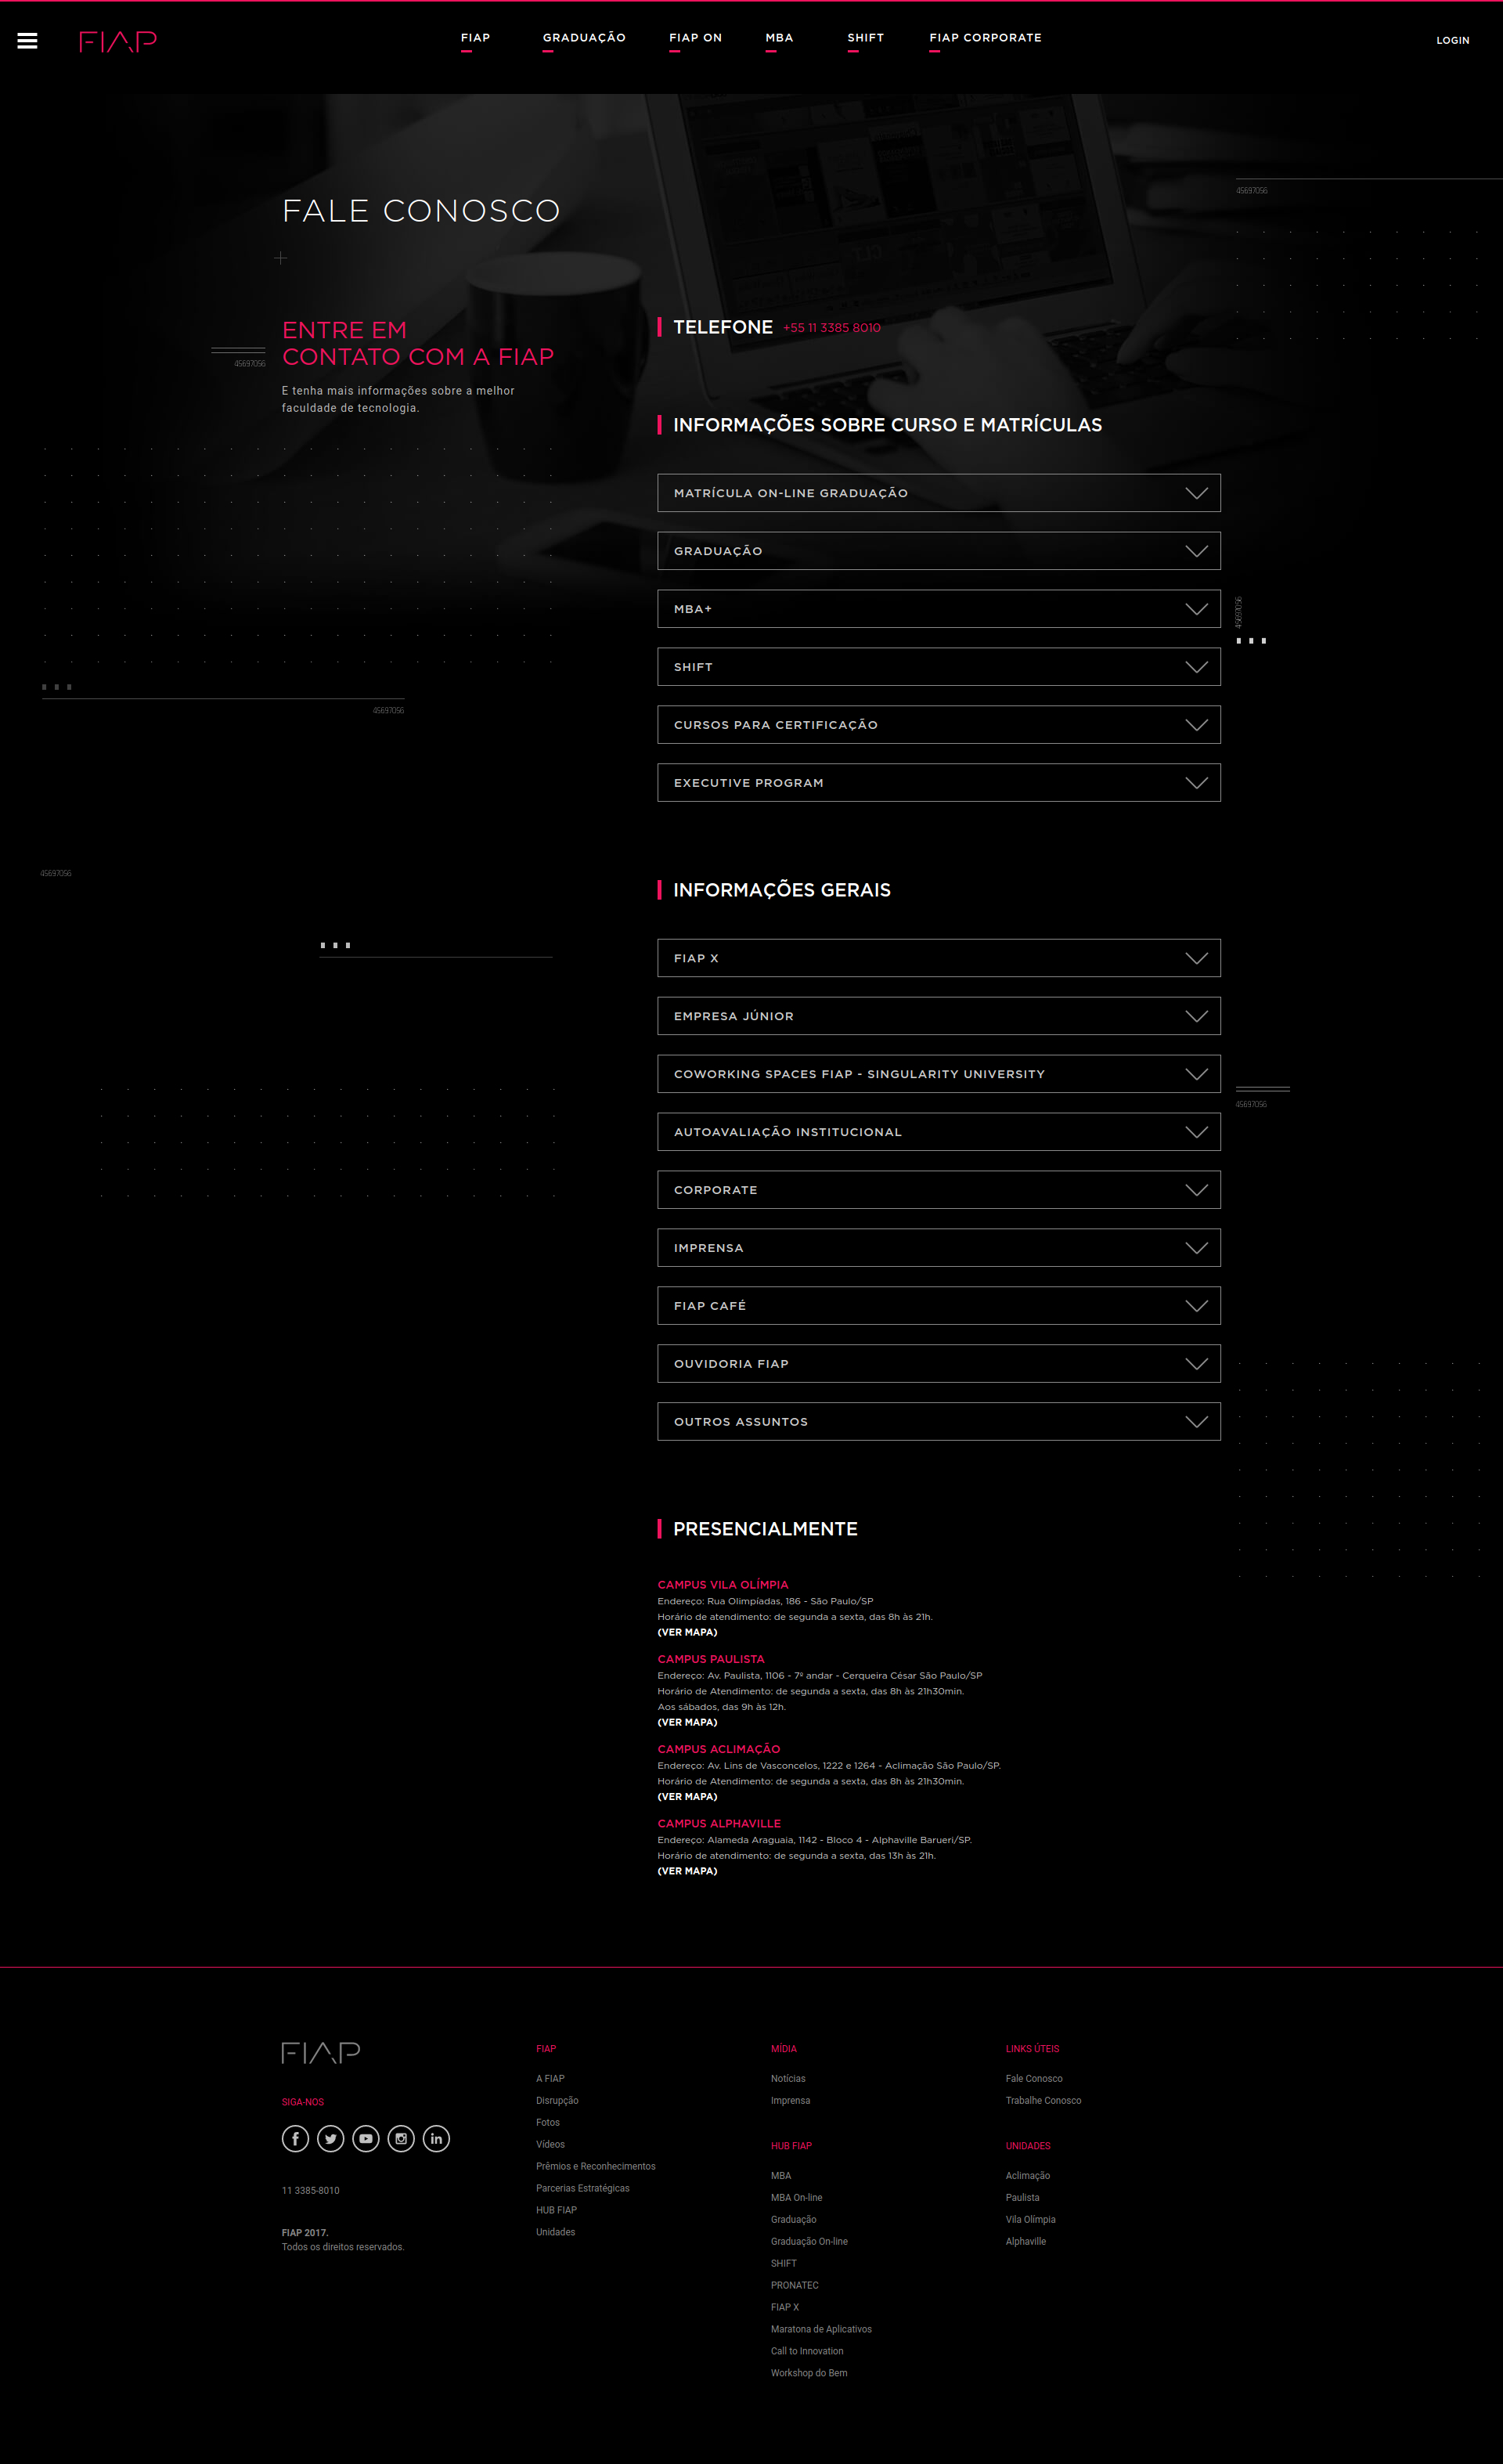 FIAP
FIAP
GRADUAÇÃO
FIAP ON
MBA
SHIFT
FIAP CORPORATE
LOGIN
45697056
FALE CONOSCO
ENTRE EM
CONTATO COM A FIAP
45697056
E tenha mais informações sobre a melhor
faculdade de tecnologia.
TELEFONE +55 11 3385 8010
INFORMAÇÕES SOBRE CURSO E MATRÍCULAS
MATRÍCULA ON-LINE GRADUAÇÃO
GRADUAÇÃO
MBA+
45697056
SHIFT
45697056
CURSOS PARA CERTIFICAÇÃO
EXECUTIVE PROGRAM
45697056
INFORMAÇÕES GERAIS
FIAP X
EMPRESA JÚNIOR
COWORKING SPACES FIAP - SINGULARITY UNIVERSITY
45697056
AUTOAVALIAÇÃO INSTITUCIONAL
CORPORATE
IMPRENSA
FIAP CAFÉ
OUVIDORIA FIAP
OUTROS ASSUNTOS
PRESENCIALMENTE
CAMPUS VILA OLÍMPIA
Endereço: Rua Olimpíadas, 186 - São Paulo/SP
Horário de atendimento: de segunda a sexta, das 8h às 21h.
(VER MAPA)
CAMPUS PAULISTA
Endereço: Av. Paulista, 1106 - 7º andar - Cerqueira César São Paulo/SP
Horário de Atendimento: de segunda a sexta, das 8h às 21h30min.
Aos sábados, das 9h às 12h.
(VER MAPA)
CAMPUS ACLIMAÇÃO
Endereço: Av. Lins de Vasconcelos, 1222 e 1264 - Aclimação São Paulo/SP.
Horário de Atendimento: de segunda a sexta, das 8h às 21h30min.
(VER MAPA)
CAMPUS ALPHAVILLE
Endereço: Alameda Araguaia, 1142 - Bloco 4 - Alphaville Barueri/SP.
Horário de atendimento: de segunda a sexta, das 13h às 21h.
(VER MAPA)
FIAP
SIGA-NOS
11 3385-8010
FIAP 2017.
Todos os direitos reservados.
FIAP
A FIAP
Disrupção
Fotos
Vídeos
Prêmios e Reconhecimentos
Parcerias Estratégicas
HUB FIAP
Unidades
MÍDIA
Notícias
Imprensa
HUB FIAP
MBA
MBA On-line
Graduação
Graduação On-line
SHIFT
PRONATEC
FIAP X
Maratona de Aplicativos
Call to Innovation
Workshop do Bem
LINKS ÚTEIS
Fale Conosco
Trabalhe Conosco
UNIDADES
Aclimação
Paulista
Vila Olímpia
Alphaville